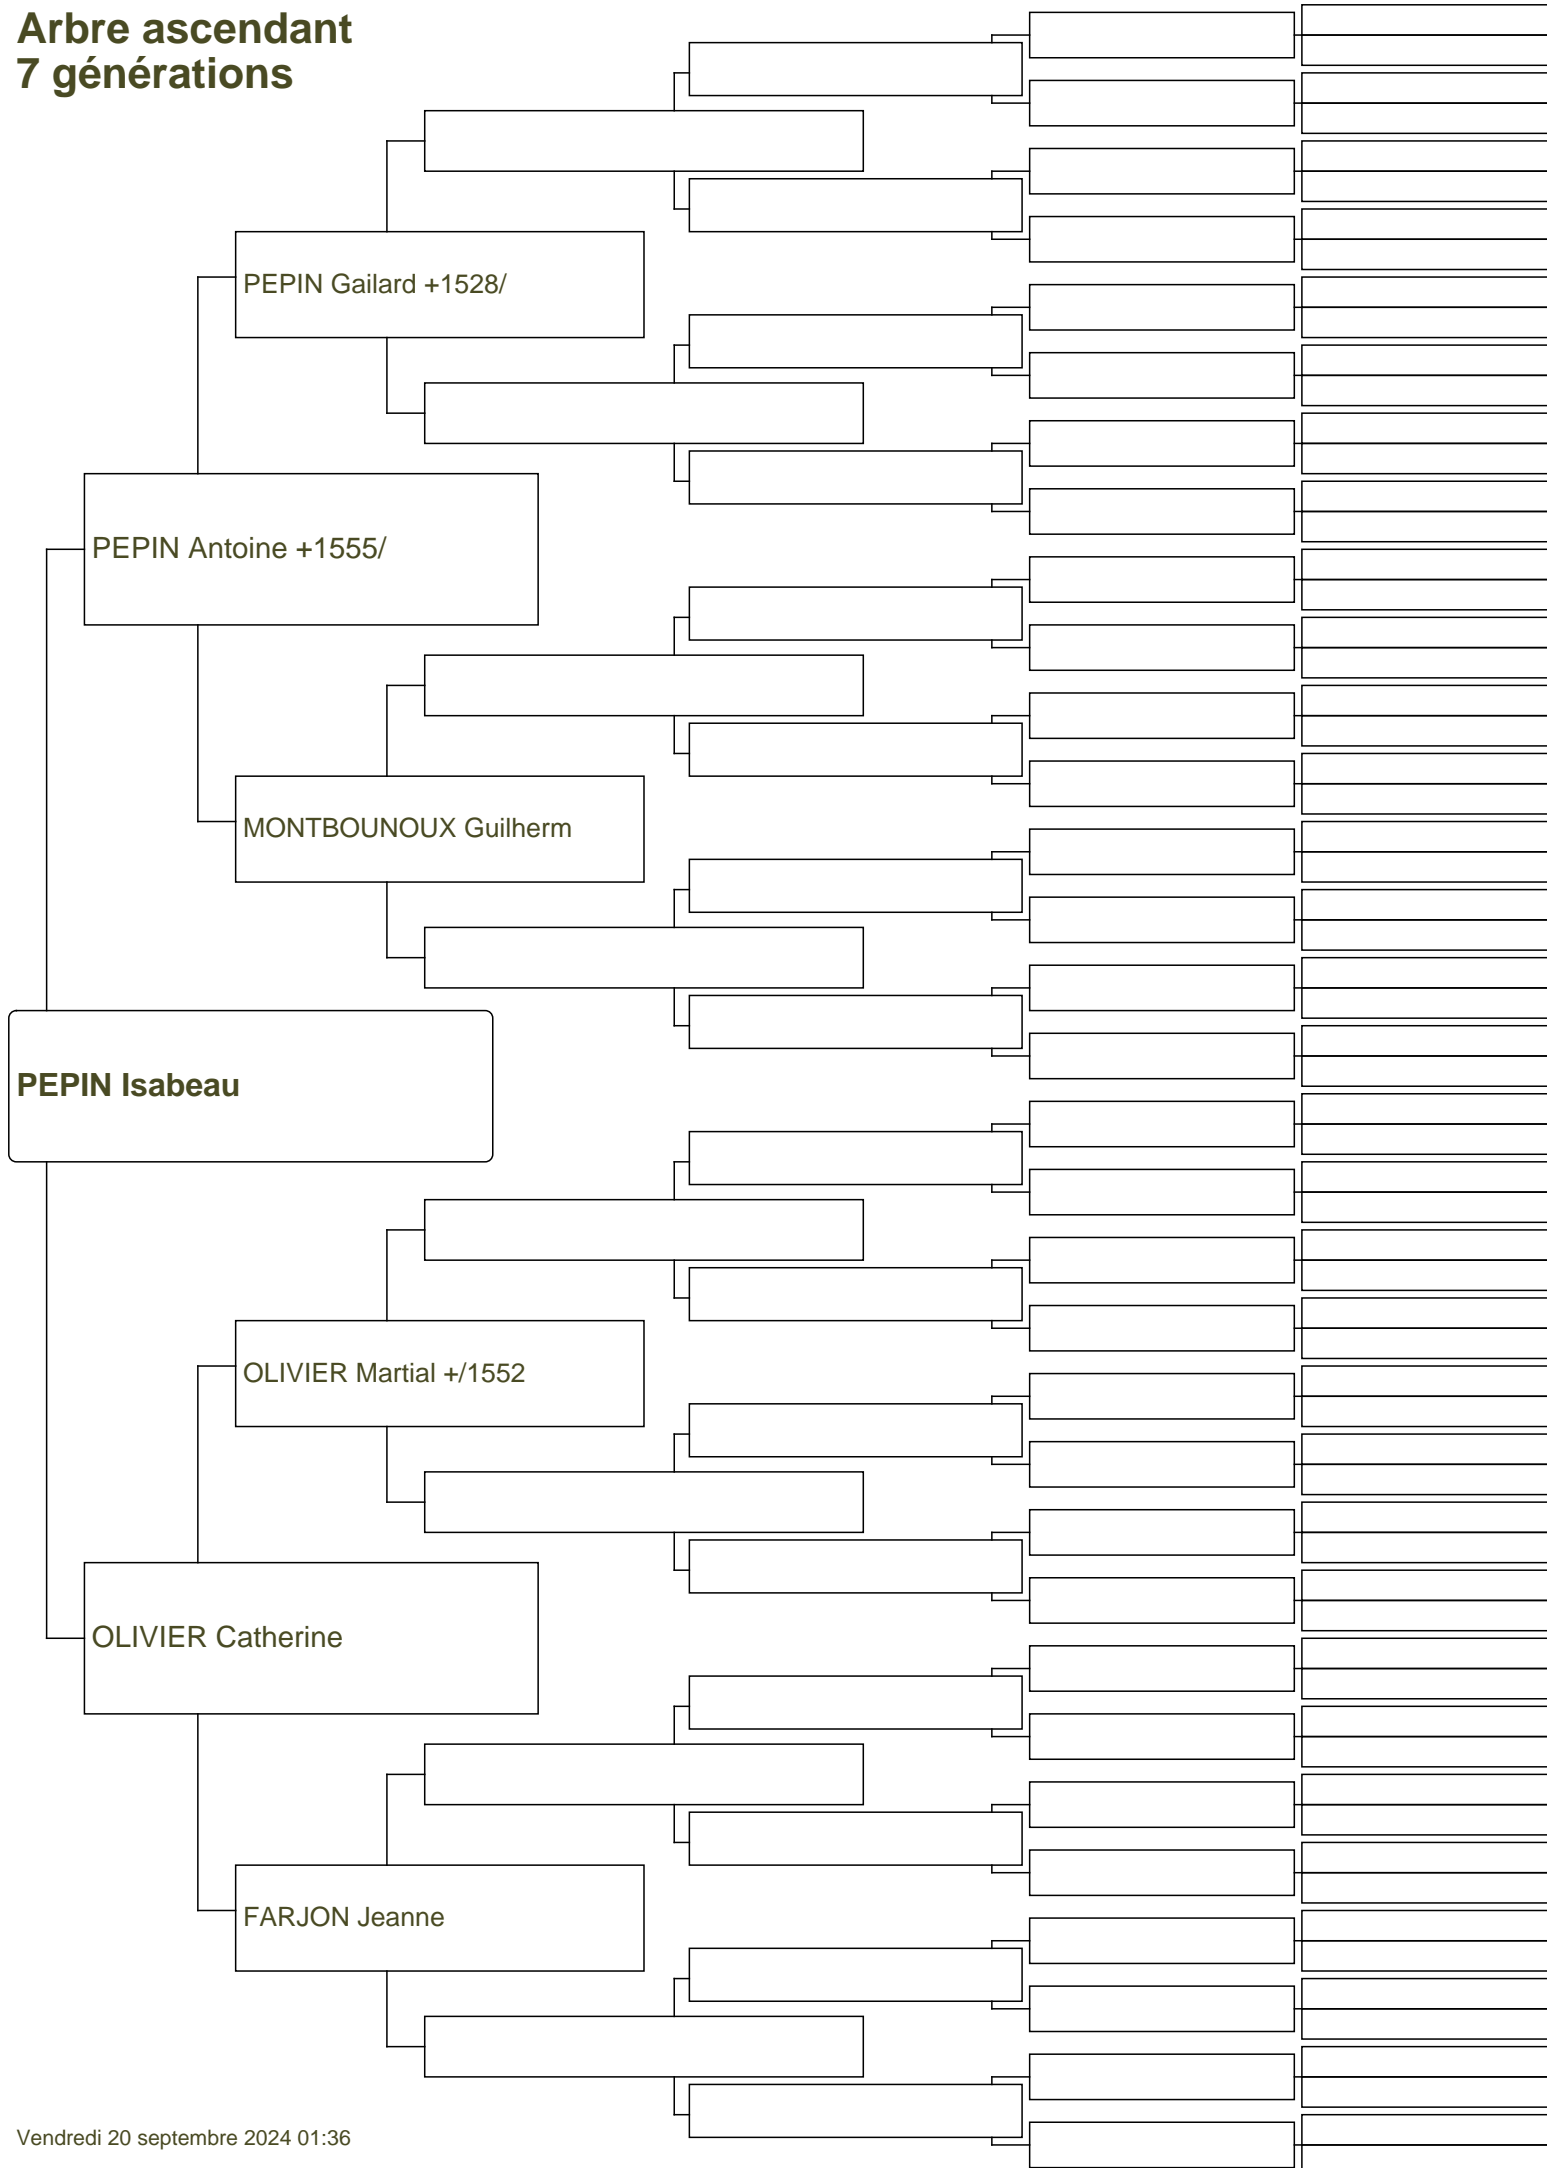 Arbre ascendant
7 générations
PEPIN Gailard +1528/
PEPIN Antoine +1555/
MONTBOUNOUX Guilherm
PEPIN Isabeau
OLIVIER Martial +/1552
OLIVIER Catherine
FARJON Jeanne
Vendredi 20 septembre 2024 01:36